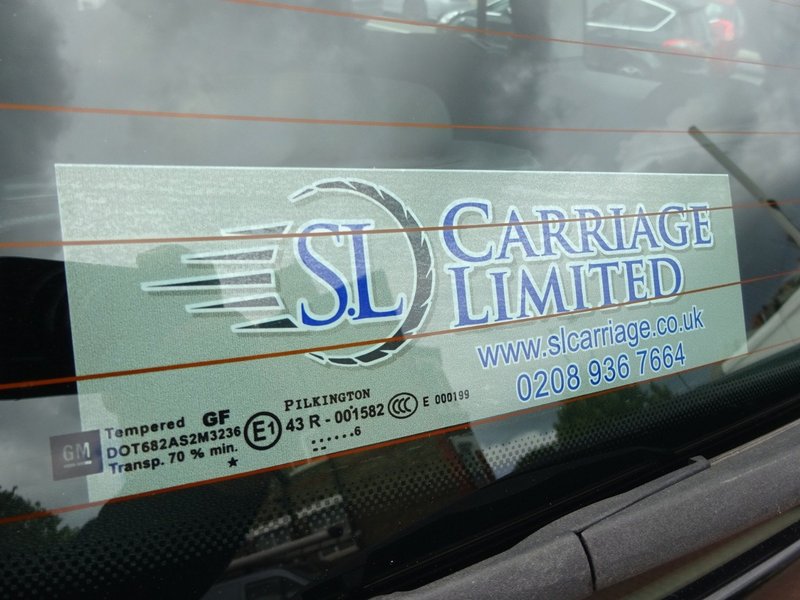 S.L
CARRIAGE
LIMITED
www.slcarriage.co.uk
0208 936 7664
PILKINGTON
Tempered GF
DOT682AS2M3236
Transp. 70 % min.
GM
E1
43 R - 001582
CCC
E 000199
......6